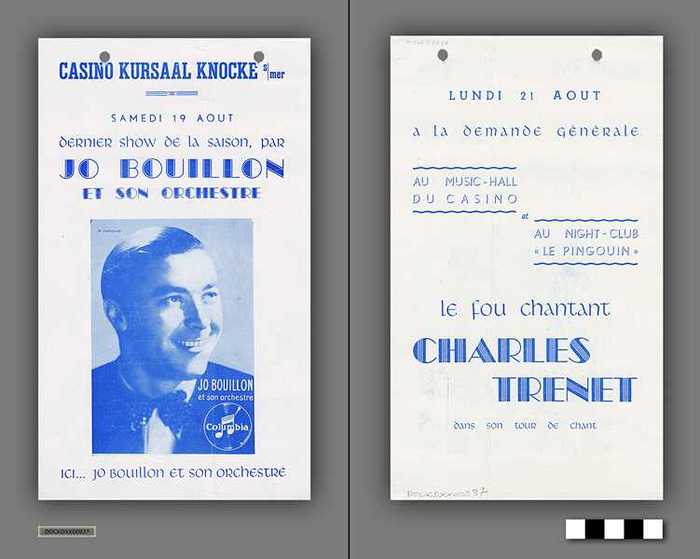 CASINO KURSAAL KNOCKE s/mer
SAMEDI 19 AOUT
dernier show de la saison, par
JO BOUILLON
ET SON ORCHESTRE
JO BOUILLON
et son orchestre
Columbia
ICI... JO BOUILLON ET SON ORCHESTRE
LUNDI 21 AOUT
a la demande générale
AU MUSIC-HALL
DU CASINO
et
AU NIGHT-CLUB
« LE PINGOUIN »
le fou chantant
CHARLES
TRENET
dans son tour de chant